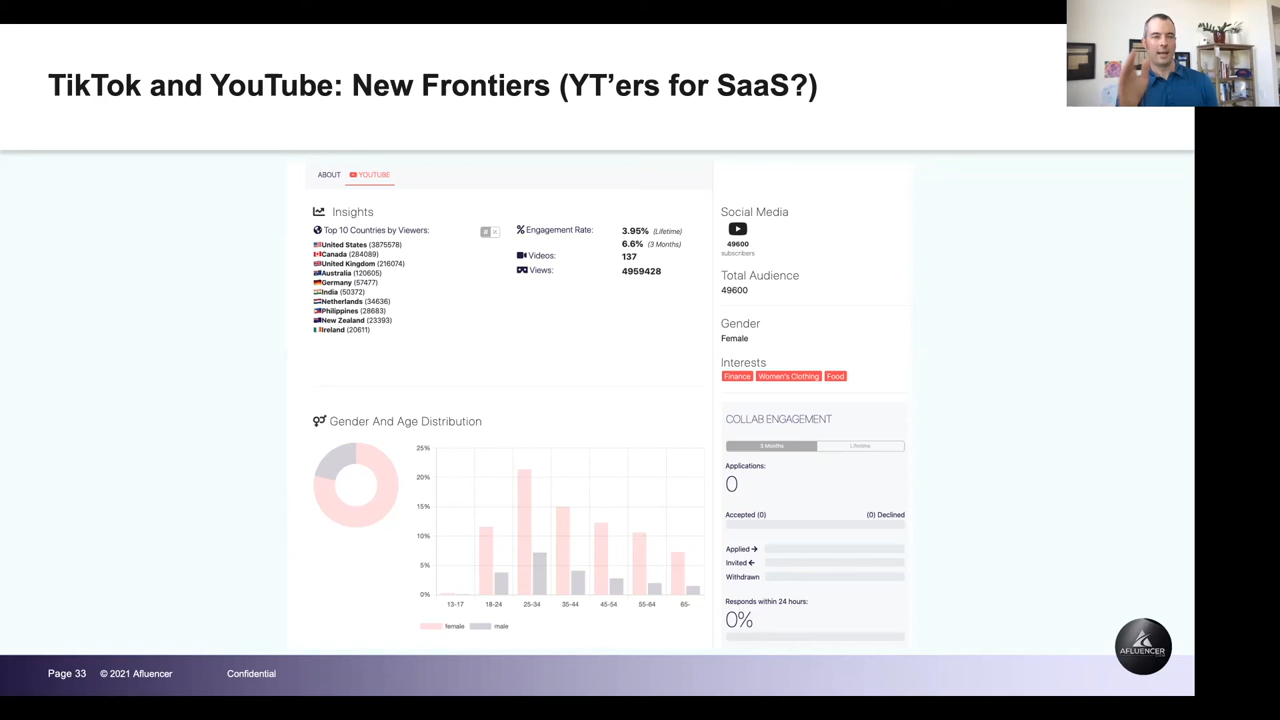 TikTok and YouTube: New Frontiers (YT’ers for SaaS?)
ABOUT
YOUTUBE
Insights
Top 10 Countries by Viewers:
# %
United States (3875578)
Canada (284089)
United Kingdom (216074)
Australia (120605)
Germany (57477)
India (50372)
Netherlands (34636)
Philippines (28683)
New Zealand (23393)
Ireland (20611)
Engagement Rate: 3.95% (Lifetime)
6.6% (3 Months)
Videos: 137
Views: 4959428
Gender And Age Distribution
25%
20%
15%
10%
5%
0%
13-17 18-24 25-34 35-44 45-54 55-64 65-
female male
Social Media
49600
subscribers
Total Audience
49600
Gender
Female
Interests
Finance Women's Clothing Food
COLLAB ENGAGEMENT
3 Months Lifetime
Applications:
0
Accepted (0) (0) Declined
Applied
Invited
Withdrawn
Responds within 24 hours:
0%
AFLUENCER
Page 33 © 2021 Afluencer Confidential